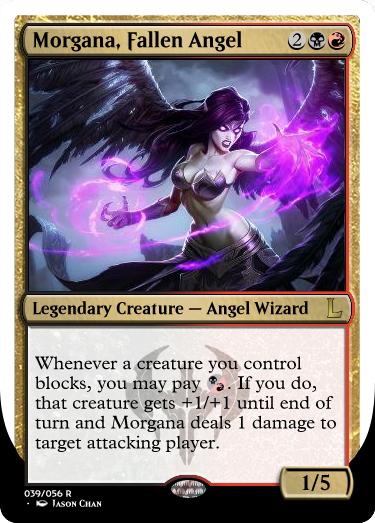 Morgana, Fallen Angel 2
Legendary Creature — Angel Wizard L
Whenever a creature you control
blocks, you may pay . If you do,
that creature gets +1/+1 until end of
turn and Morgana deals 1 damage to
target attacking player.
1/5
039/056 R
· Jason Chan